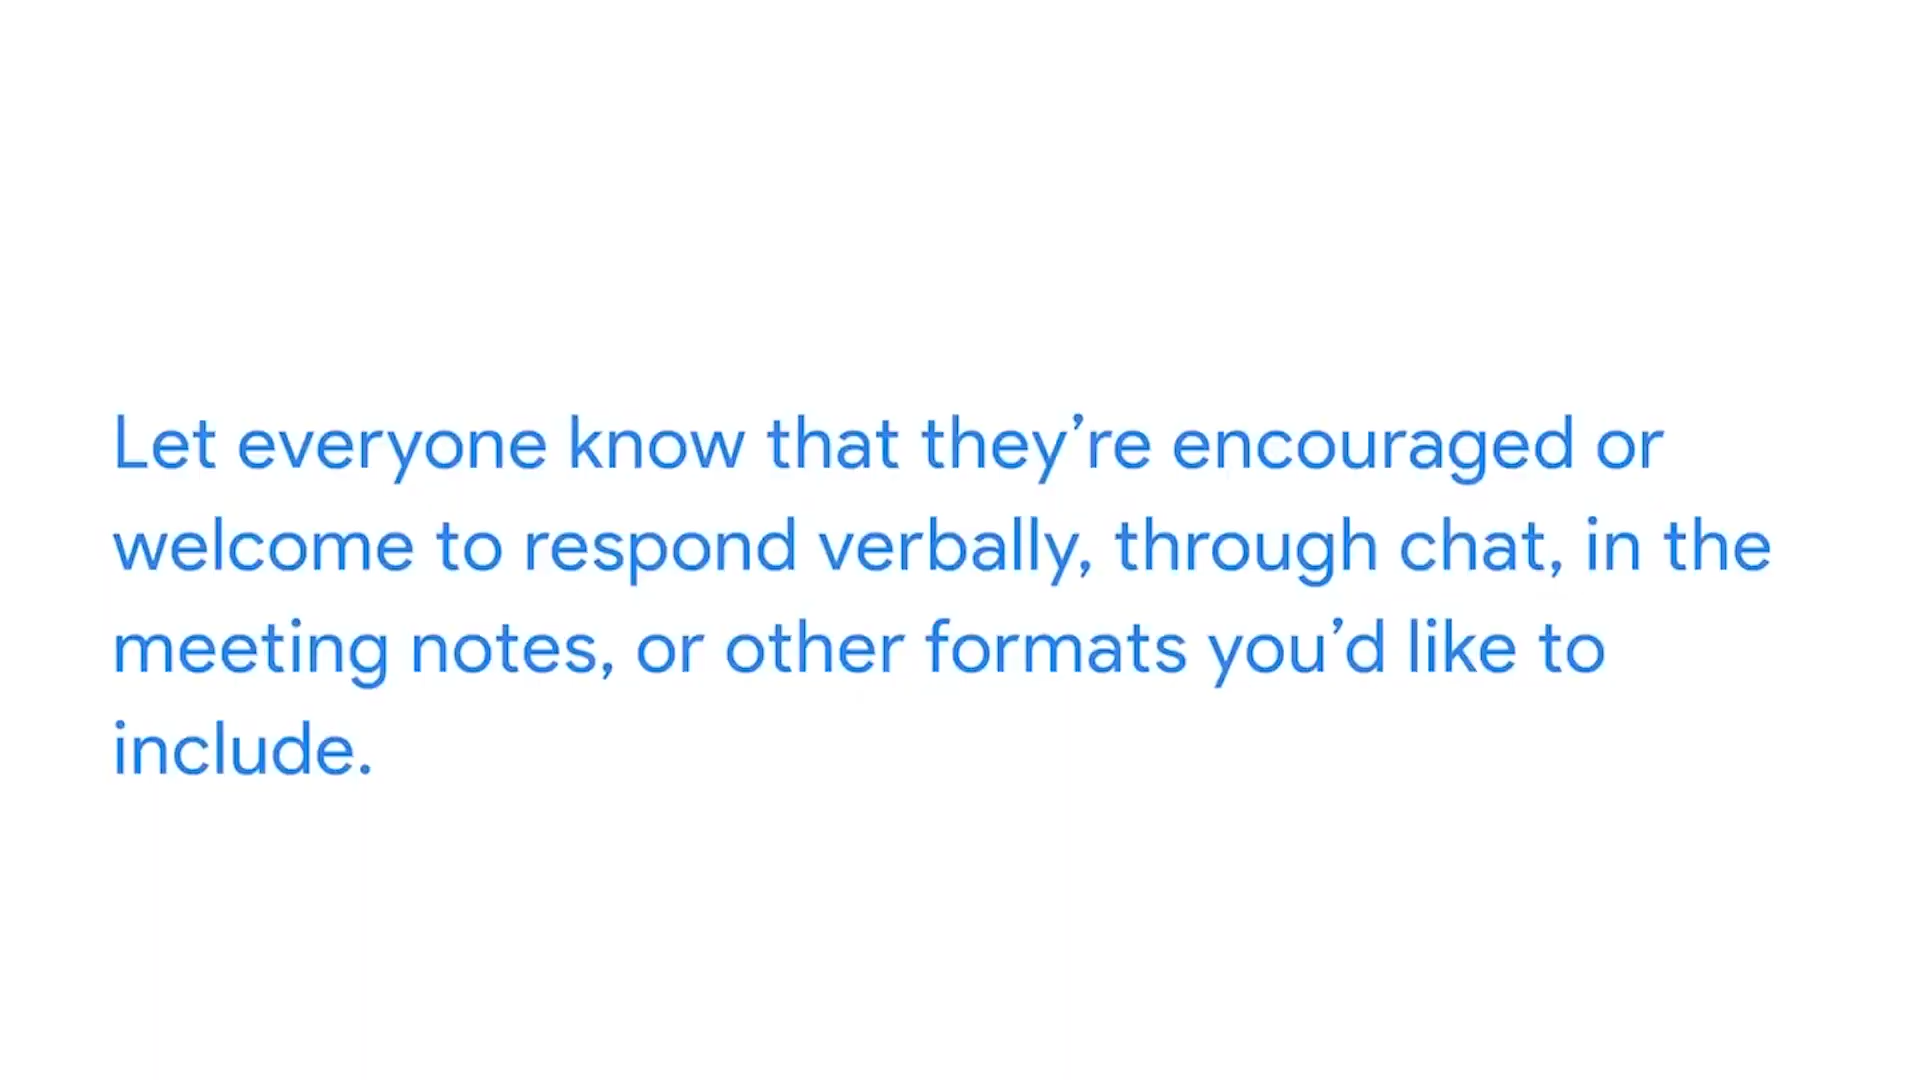 Let everyone know that they’re encouraged or
welcome to respond verbally, through chat, in the
meeting notes, or other formats you’d like to
include.